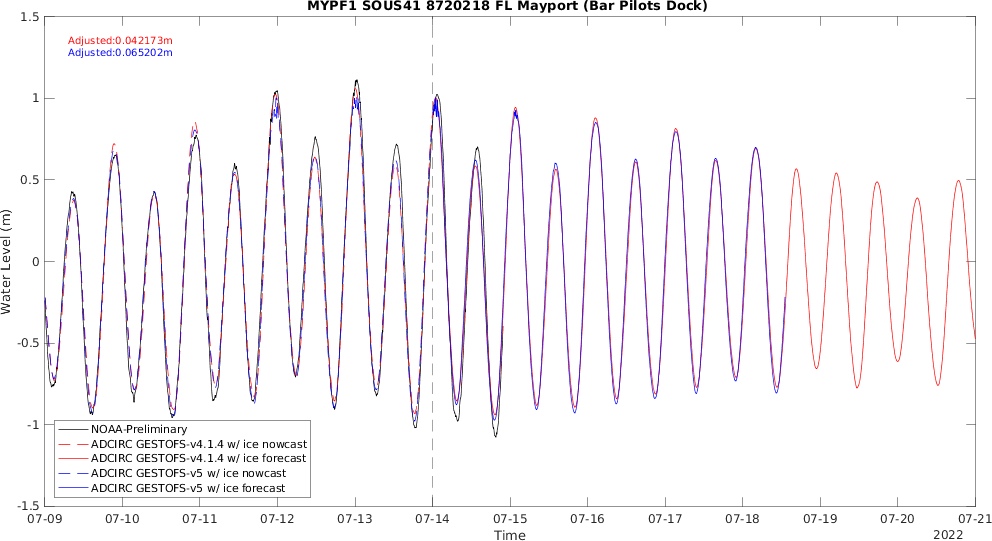 MYPF1 SOUS41 8720218 FL Mayport (Bar Pilots Dock)
Adjusted:0.042173m
Adjusted:0.065202m
1.5
1
0.5
0
-0.5
-1
-1.5
Water Level (m)
NOAA-Preliminary
ADCIRC GESTOFS-v4.1.4 w/ ice nowcast
ADCIRC GESTOFS-v4.1.4 w/ ice forecast
ADCIRC GESTOFS-v5 w/ ice nowcast
ADCIRC GESTOFS-v5 w/ ice forecast
07-09 07-10 07-11 07-12 07-13 07-14 07-15 07-16 07-17 07-18 07-19 07-20 07-21
Time
2022